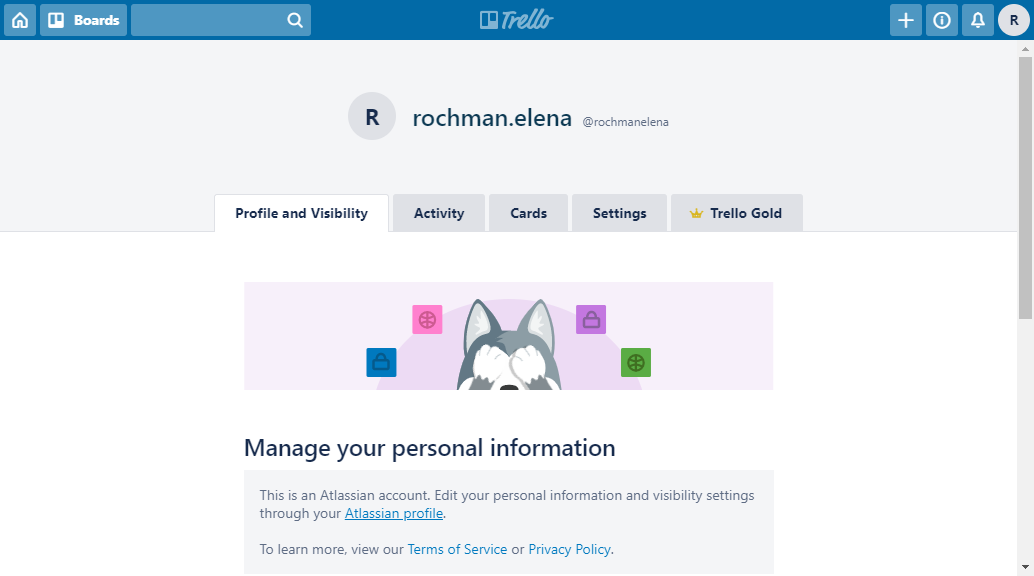 Boards Trello R
R rochman.elena @rochmanelena
Profile and Visibility Activity Cards Settings Trello Gold
Manage your personal information
This is an Atlassian account. Edit your personal information and visibility settings
through your Atlassian profile.
To learn more, view our Terms of Service or Privacy Policy.